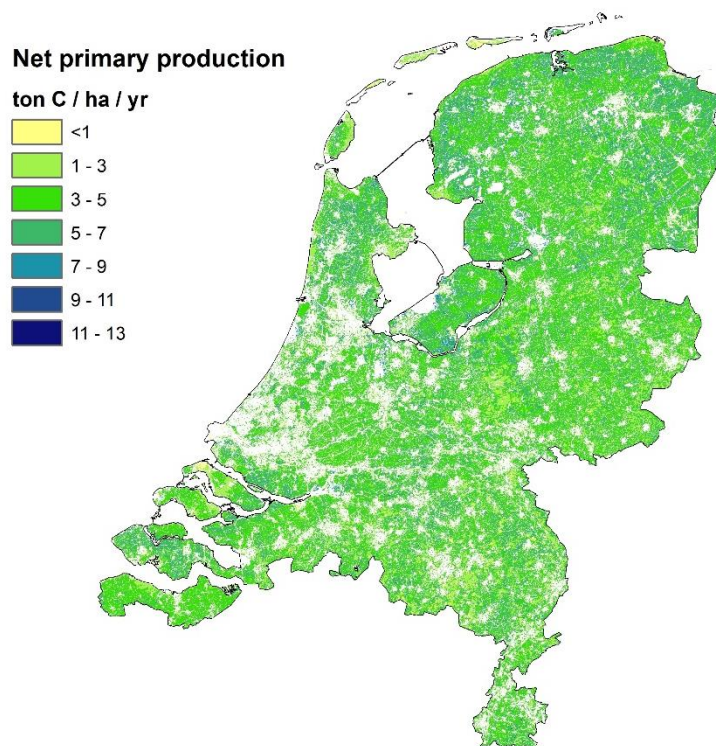 Net primary production
ton C / ha / yr
<1
1 - 3
3 - 5
5 - 7
7 - 9
9 - 11
11 - 13